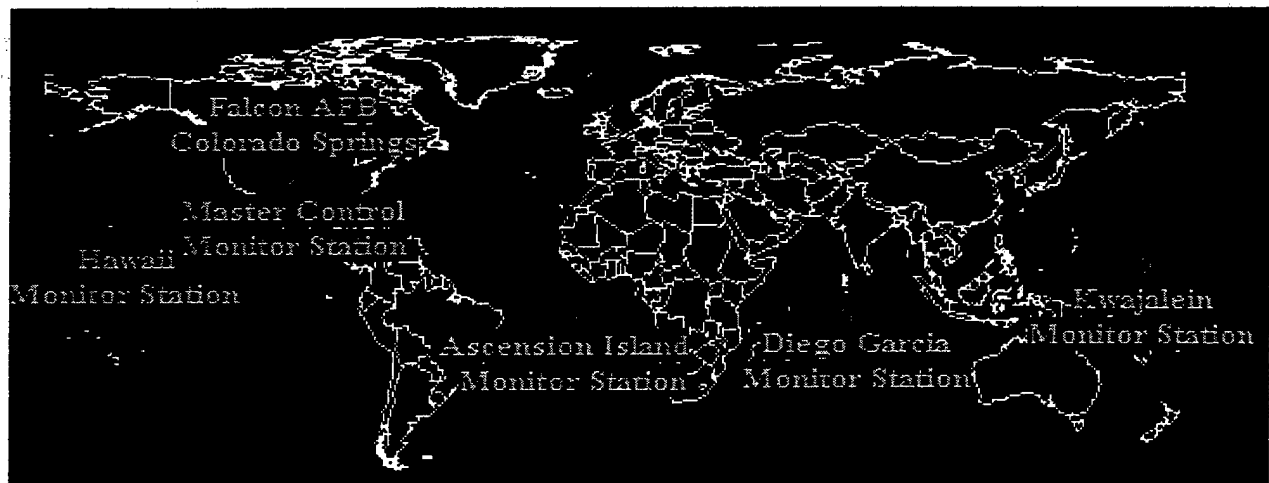 Falcon AFB
Colorado Springs
Master Control
Monitor Station
Hawaii
Monitor Station
Ascension Island
Monitor Station
Diego Garcia
Monitor Station
Kwajalein
Monitor Station